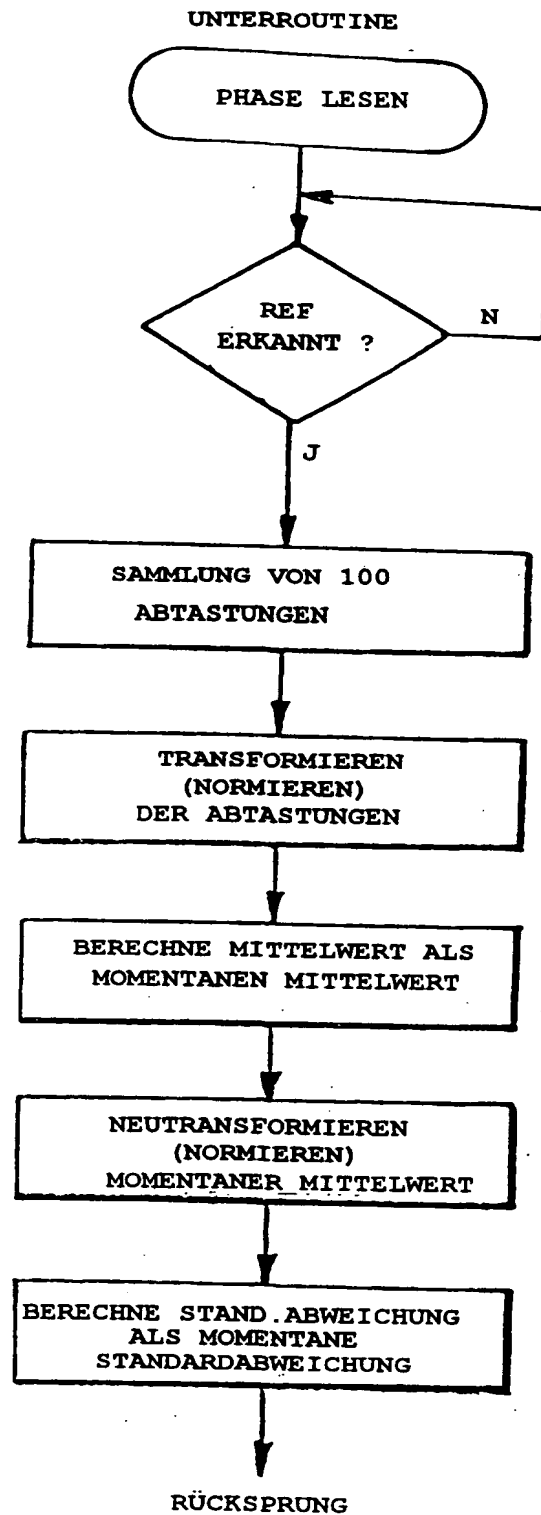 UNTERROUTINE
PHASE LESEN
REF
ERKANNT ?
N
J
SAMMLUNG VON 100
ABTASTUNGEN
TRANSFORMIEREN
(NORMIEREN)
DER ABTASTUNGEN
BERECHNE MITTELWERT ALS
MOMENTANEN MITTELWERT
NEUTRANSFORMIEREN
(NORMIEREN)
MOMENTANER_MITTELWERT
BERECHNE STAND.ABWEICHUNG
ALS MOMENTANE
STANDARDABWEICHUNG
RÜCKSPRUNG